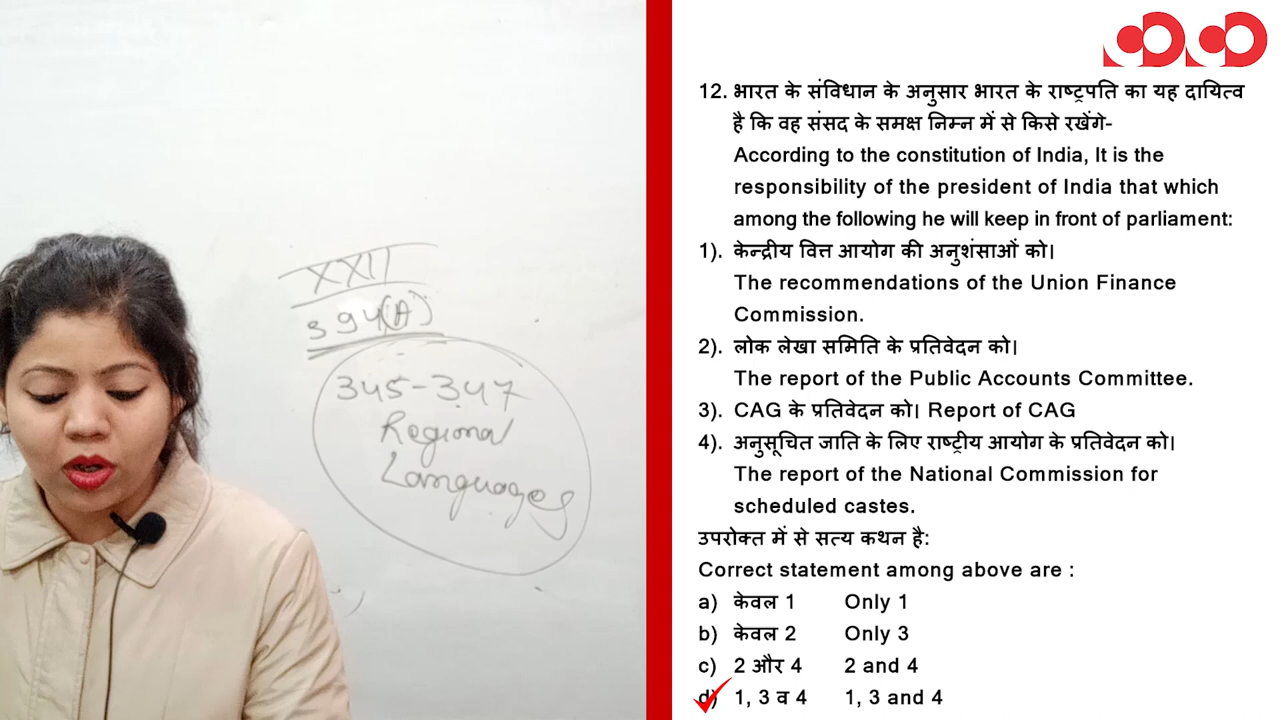 XXII
394(A)
345-347
Regional
Languages
12. भारत के संविधान के अनुसार भारत के राष्ट्रपति का यह दायित्व
है कि वह संसद के समक्ष निम्न में से किसे रखेंगे-
According to the constitution of India, It is the
responsibility of the president of India that which
among the following he will keep in front of parliament:
1). केन्द्रीय वित्त आयोग की अनुशंसाओं को।
The recommendations of the Union Finance
Commission.
2). लोक लेखा समिति के प्रतिवेदन को।
The report of the Public Accounts Committee.
3). CAG के प्रतिवेदन को। Report of CAG
4). अनुसूचित जाति के लिए राष्ट्रीय आयोग के प्रतिवेदन को।
The report of the National Commission for
scheduled castes.
उपरोक्त में से सत्य कथन है:
Correct statement among above are :
a) केवल 1 Only 1
b) केवल 2 Only 3
c) 2 और 4 2 and 4
d) 1, 3 व 4 1, 3 and 4